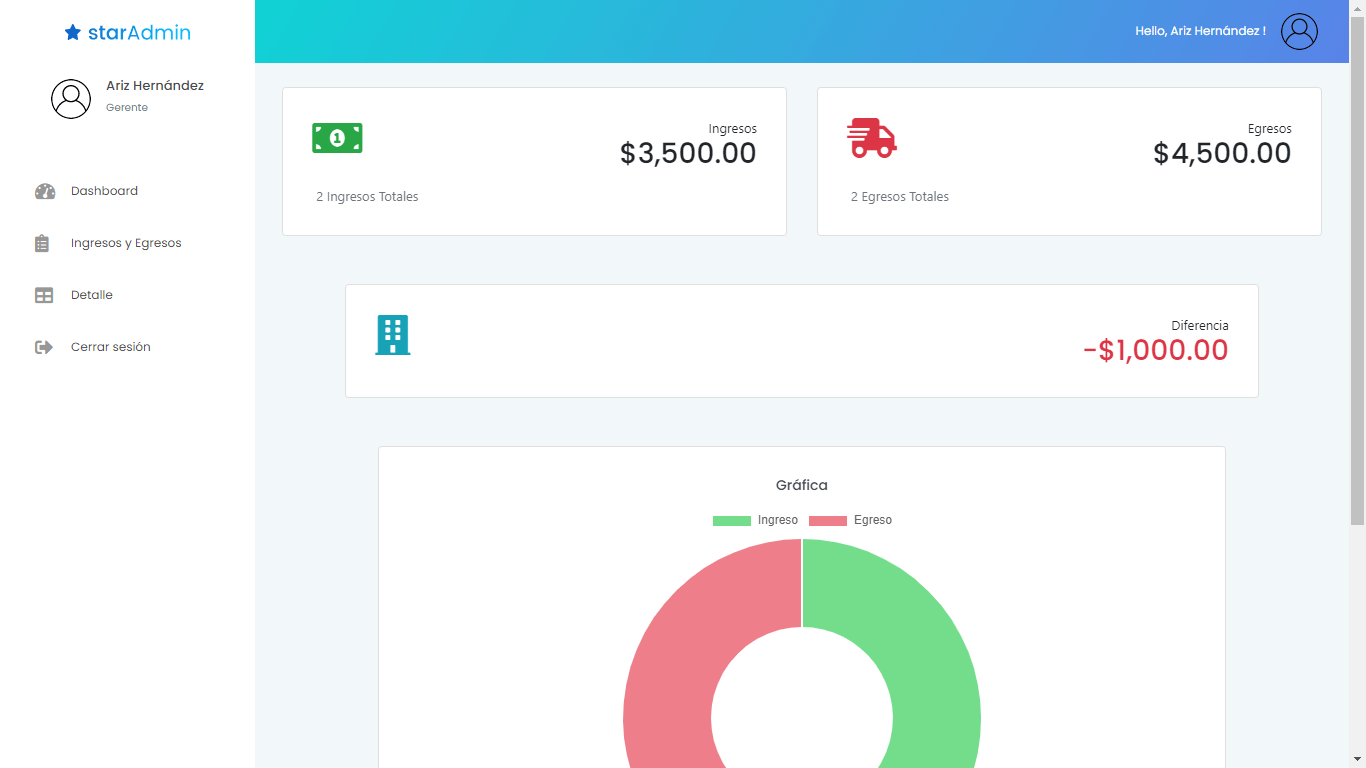 starAdmin
Hello, Ariz Hernández !
Ariz Hernández
Gerente
Dashboard
Ingresos y Egresos
Detalle
Cerrar sesión
1
Ingresos
$3,500.00
2 Ingresos Totales
Egresos
$4,500.00
2 Egresos Totales
Diferencia
-$1,000.00
Gráfica
Ingreso
Egreso